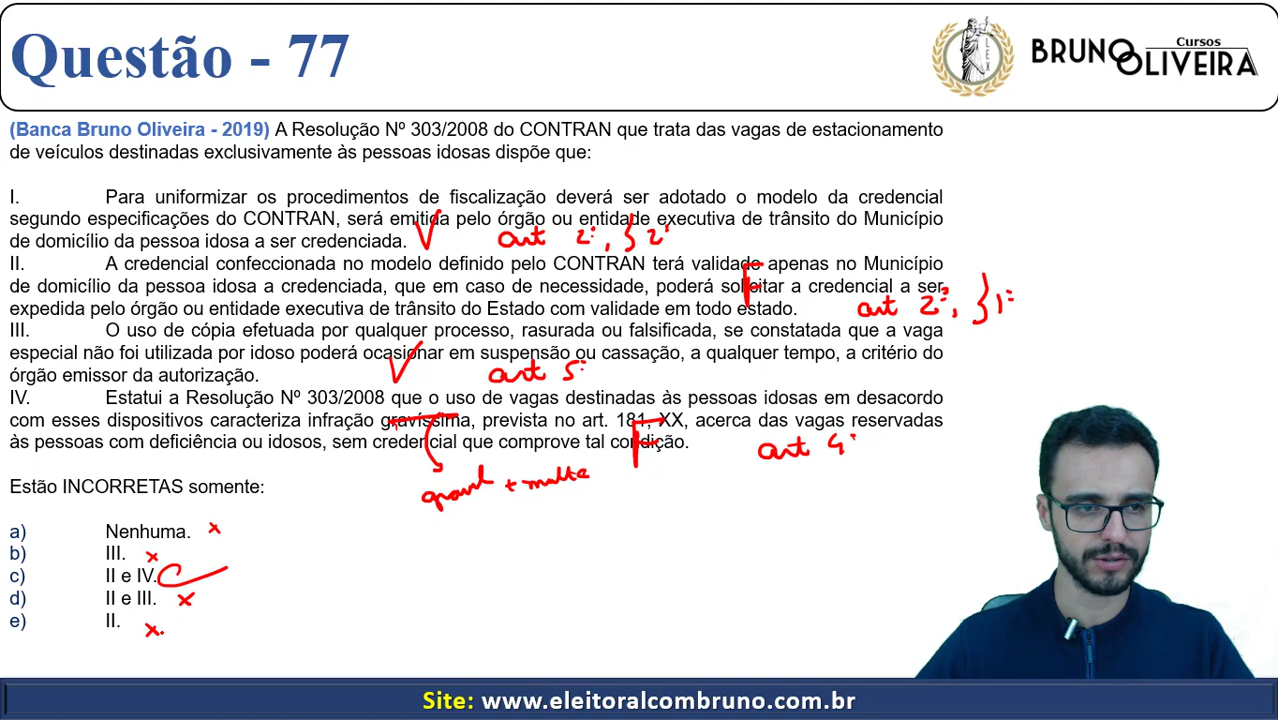 Questão - 77
Cursos
BRUNO OLIVEIRA
LEX
(Banca Bruno Oliveira - 2019) A Resolução Nº 303/2008 do CONTRAN que trata das vagas de estacionamento
de veículos destinadas exclusivamente às pessoas idosas dispõe que:
I. Para uniformizar os procedimentos de fiscalização deverá ser adotado o modelo da credencial
segundo especificações do CONTRAN, será emitida pelo órgão ou entidade executiva de trânsito do Município
de domicílio da pessoa idosa a ser credenciada.
V art 2º, § 2º
II. A credencial confeccionada no modelo definido pelo CONTRAN terá validade apenas no Município
de domicílio da pessoa idosa a credenciada, que em caso de necessidade, poderá solicitar a credencial a ser
expedida pelo órgão ou entidade executiva de trânsito do Estado com validade em todo estado.
F art 2º, § 1º
III. O uso de cópia efetuada por qualquer processo, rasurada ou falsificada, se constatada que a vaga
especial não foi utilizada por idoso poderá ocasionar em suspensão ou cassação, a qualquer tempo, a critério do
órgão emissor da autorização.
V art 5º
IV. Estatui a Resolução Nº 303/2008 que o uso de vagas destinadas às pessoas idosas em desacordo
com esses dispositivos caracteriza infração gravíssima, prevista no art. 181, XX, acerca das vagas reservadas
às pessoas com deficiência ou idosos, sem credencial que comprove tal condição.
F art 4º
+ multa
Estão INCORRETAS somente:
a) Nenhuma. x
b) III. x
c) II e IV.
d) II e III. x
e) II. x
Site: www.eleitoralcombruno.com.br